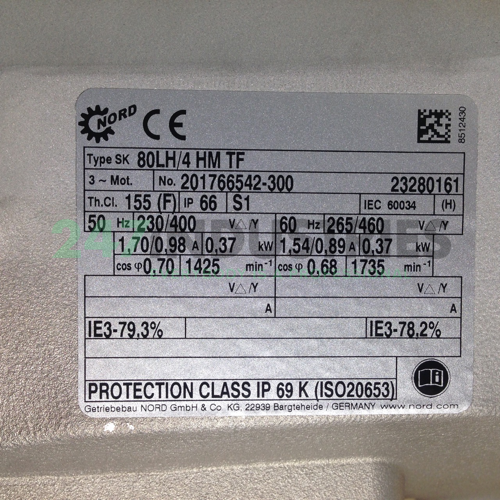 NORD CE
8512430
Type SK 80LH/4 HM TF
3 ~ Mot. No. 201766542-300 23280161
Th.Cl. 155 (F) IP 66 S1 IEC 60034 (H)
50 Hz 230/400 V△/Y 60 Hz 265/460 V△/Y
1,70/0,98 A 0,37 kW 1,54/0,89 A 0,37 kW
cos φ 0,70 1425 min⁻¹ cos φ 0,68 1735 min⁻¹
V△/Y V△/Y
A A
IE3-79,3% IE3-78,2%
PROTECTION CLASS IP 69 K (ISO20653)
Getriebebau NORD GmbH & Co. KG, 22939 Bargteheide / GERMANY www.nord.com